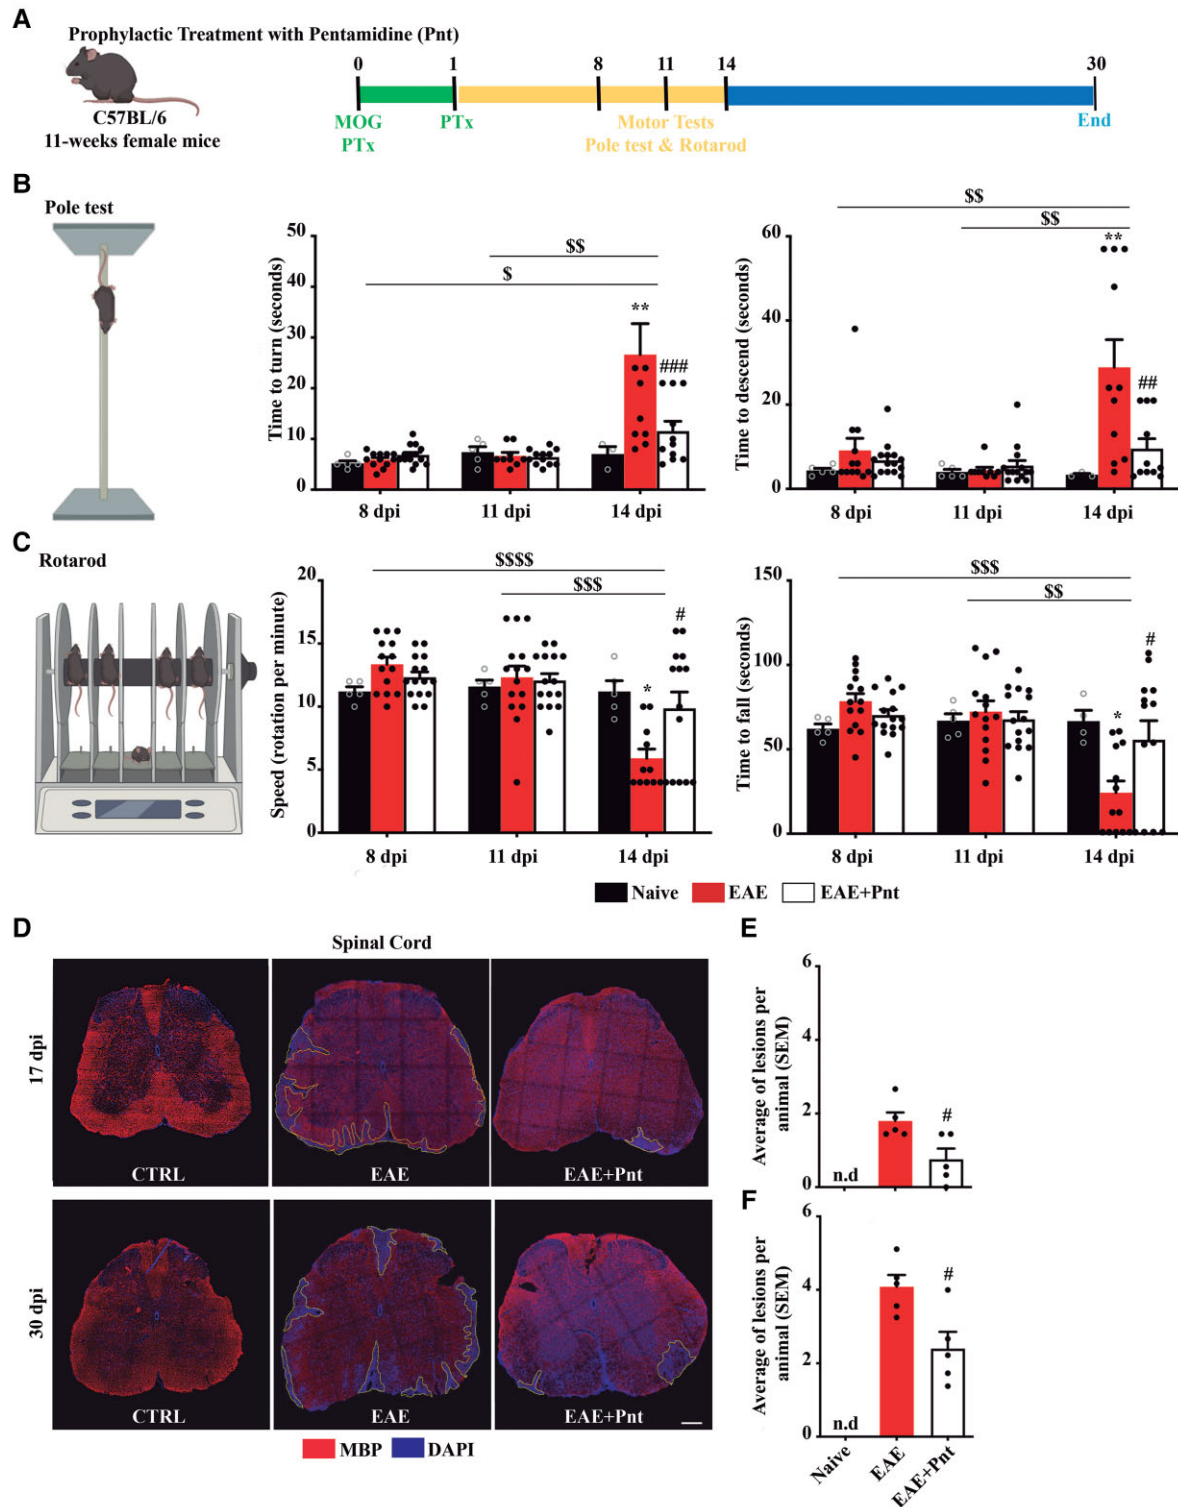 A
Prophylactic Treatment with Pentamidine (Pnt)
0 1 8 11 14 30
C57BL/6
11-weeks female mice
MOG
PTx
PTx
Motor Tests
Pole test & Rotarod
End
B
Pole test
Time to turn (seconds)
50
40
30
20
10
0
$$
$
**
###
8 dpi 11 dpi 14 dpi
Time to descend (seconds)
60
40
20
0
$$
$$
**
##
8 dpi 11 dpi 14 dpi
C
Rotarod
Speed (rotation per minute)
20
15
10
5
0
$$$$
$$$
#
*
8 dpi 11 dpi 14 dpi
Time to fall (seconds)
150
100
50
0
$$$
$$
#
*
8 dpi 11 dpi 14 dpi
Naive EAE EAE+Pnt
D
Spinal Cord
17 dpi
CTRL EAE EAE+Pnt
30 dpi
CTRL EAE EAE+Pnt
MBP DAPI
E
Average of lesions per
animal (SEM)
6
4
2
0
n.d
#
F
Average of lesions per
animal (SEM)
6
4
2
0
n.d
#
Naive EAE EAE+Pnt